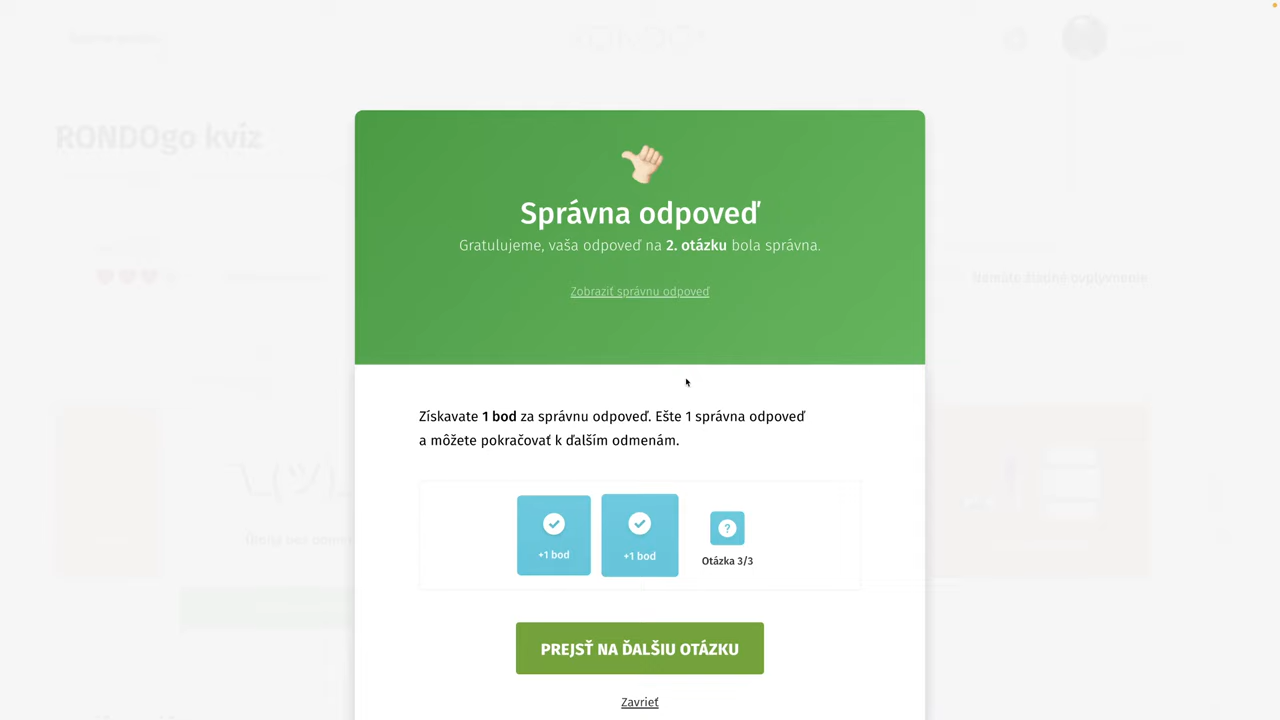 RONDOgo kvíz
Správna odpoveď
Gratulujeme, vaša odpoveď na 2. otázku bola správna.
Zobraziť správnu odpoveď
Získavate 1 bod za správnu odpoveď. Ešte 1 správna odpoveď
a môžete pokračovať k ďalším odmenám.
+1 bod
+1 bod
?
Otázka 3/3
PREJSŤ NA ĎALŠIU OTÁZKU
Zavrieť